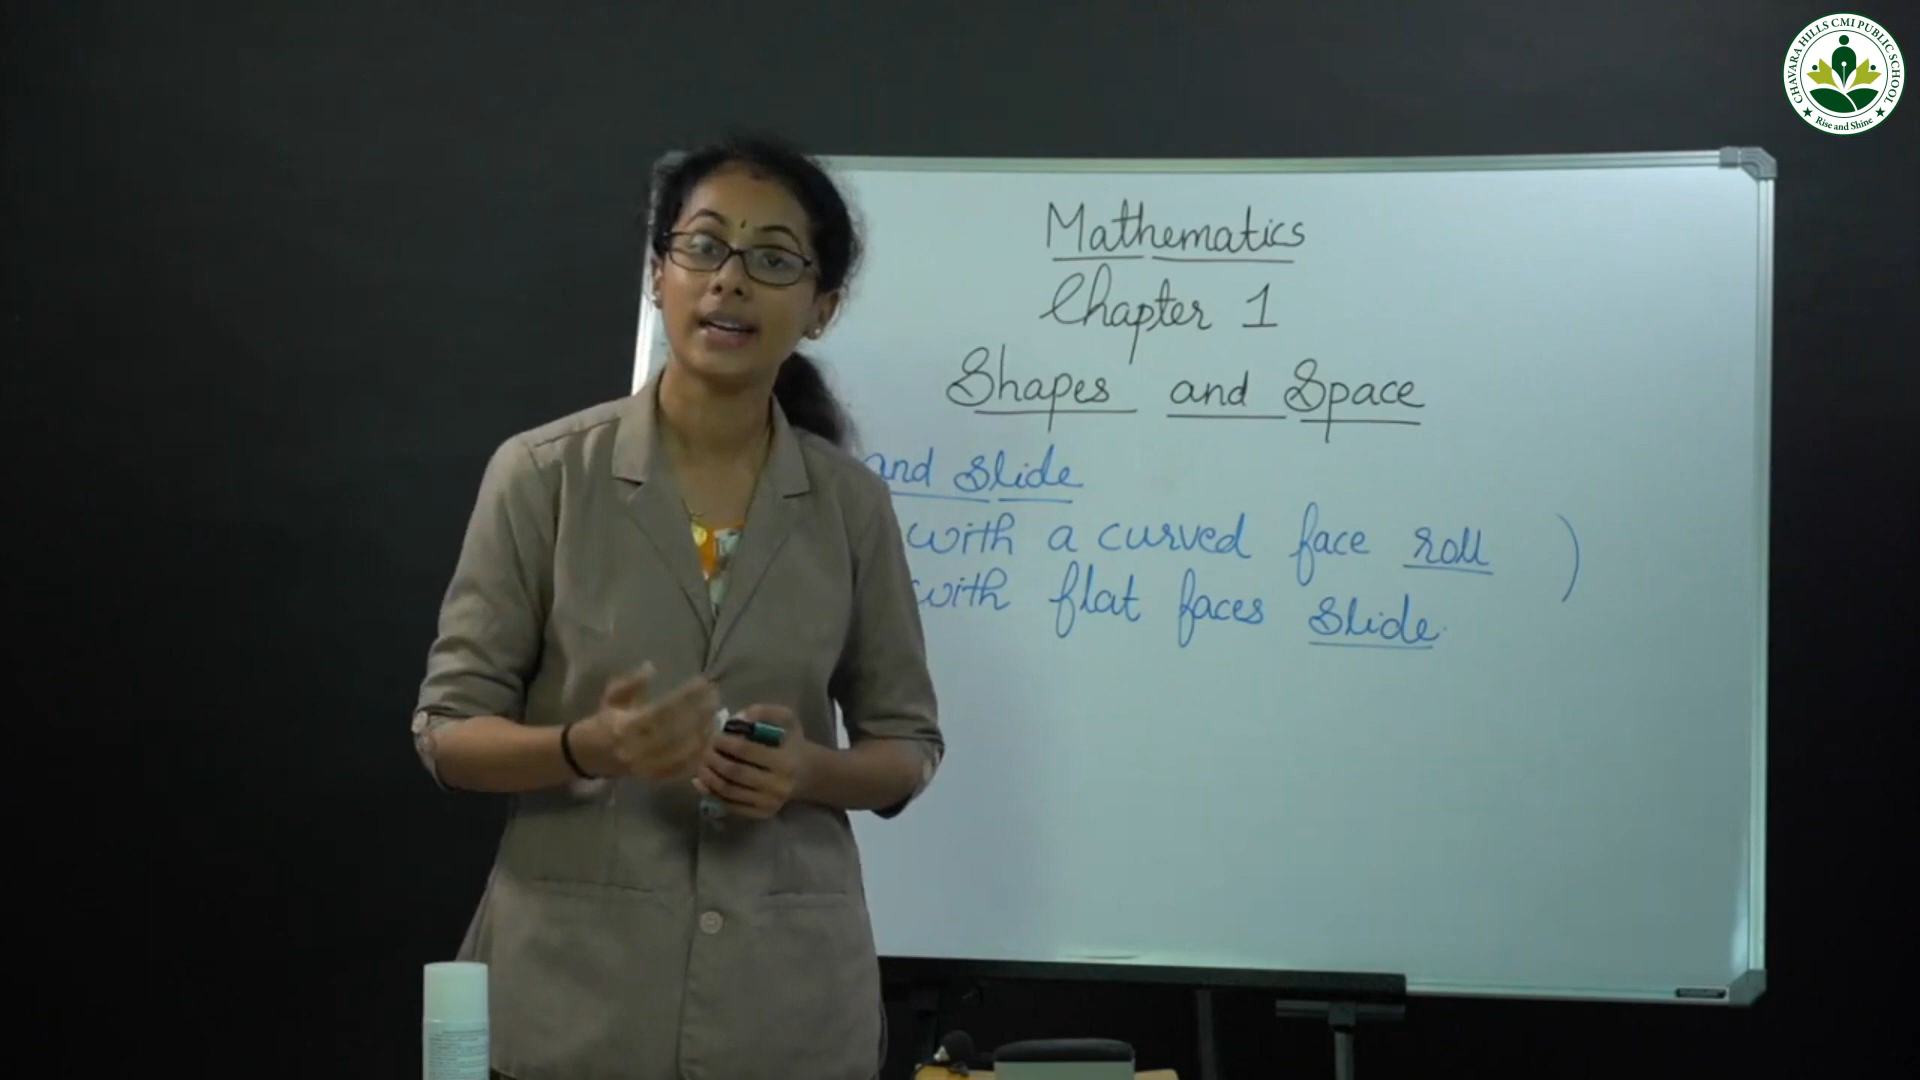 CHAVARA HILLS CMI PUBLIC SCHOOL
Rise and Shine
Mathematics
Chapter 1
Shapes and Space
and Slide
with a curved face roll )
with flat faces slide.